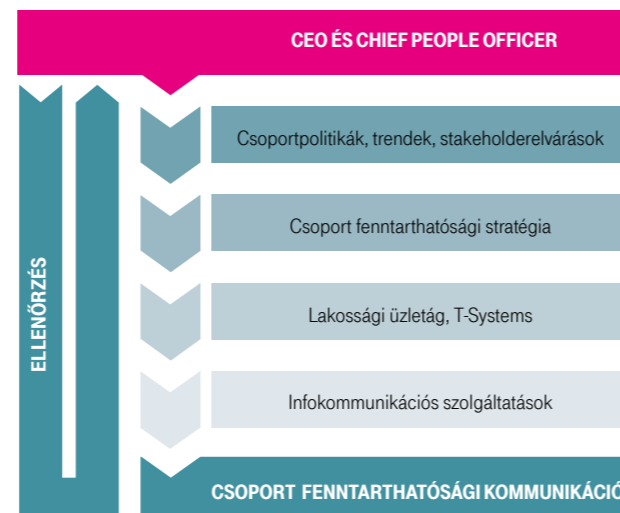 CEO ÉS CHIEF PEOPLE OFFICER
Csoportpolitikák, trendek, stakeholderelvárások
Csoport fenntarthatósági stratégia
Lakossági üzletág, T-Systems
Infokommunikációs szolgáltatások
CSOPORT FENNTARTHATÓSÁGI KOMMUNIKÁCIÓ
ELLENŐRZÉS